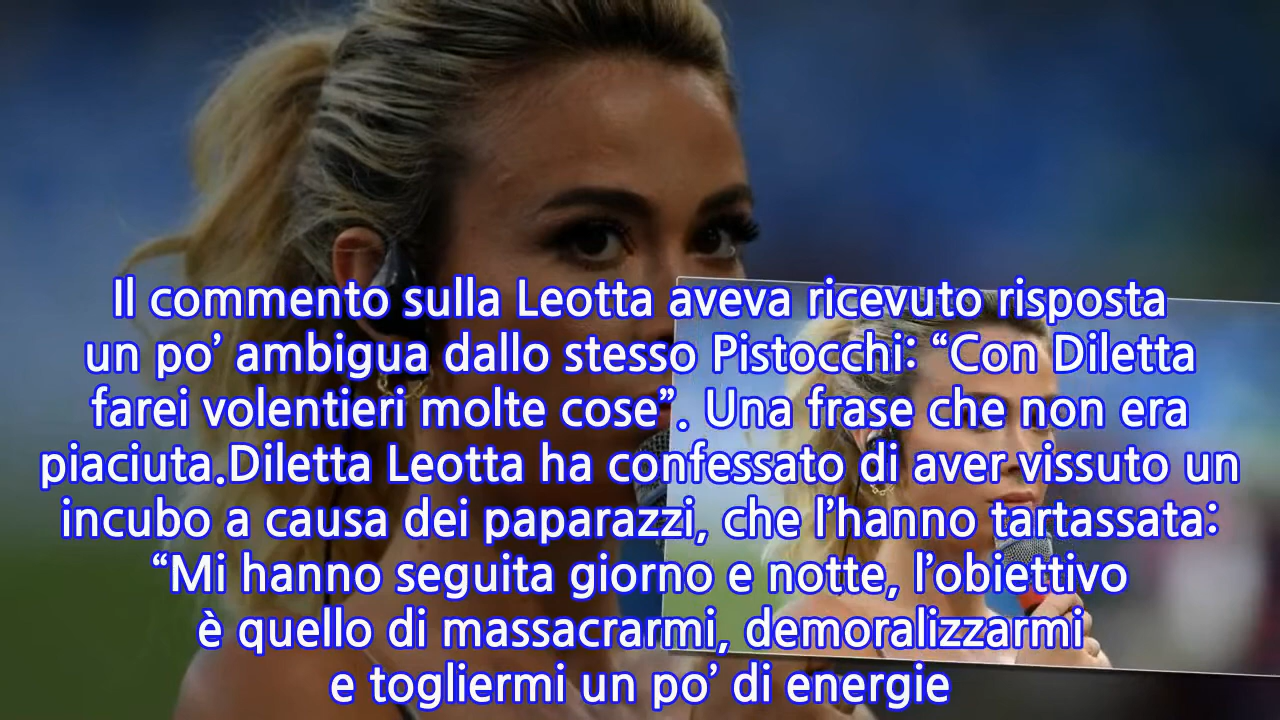 Il commento sulla Leotta aveva ricevuto risposta
un po’ ambigua dallo stesso Pistocchi: “Con Diletta
farei volentieri molte cose”. Una frase che non era
piaciuta.Diletta Leotta ha confessato di aver vissuto un
incubo a causa dei paparazzi, che l’hanno tartassata:
“Mi hanno seguita giorno e notte, l’obiettivo
è quello di massacrarmi, demoralizzarmi
e togliermi un po’ di energie